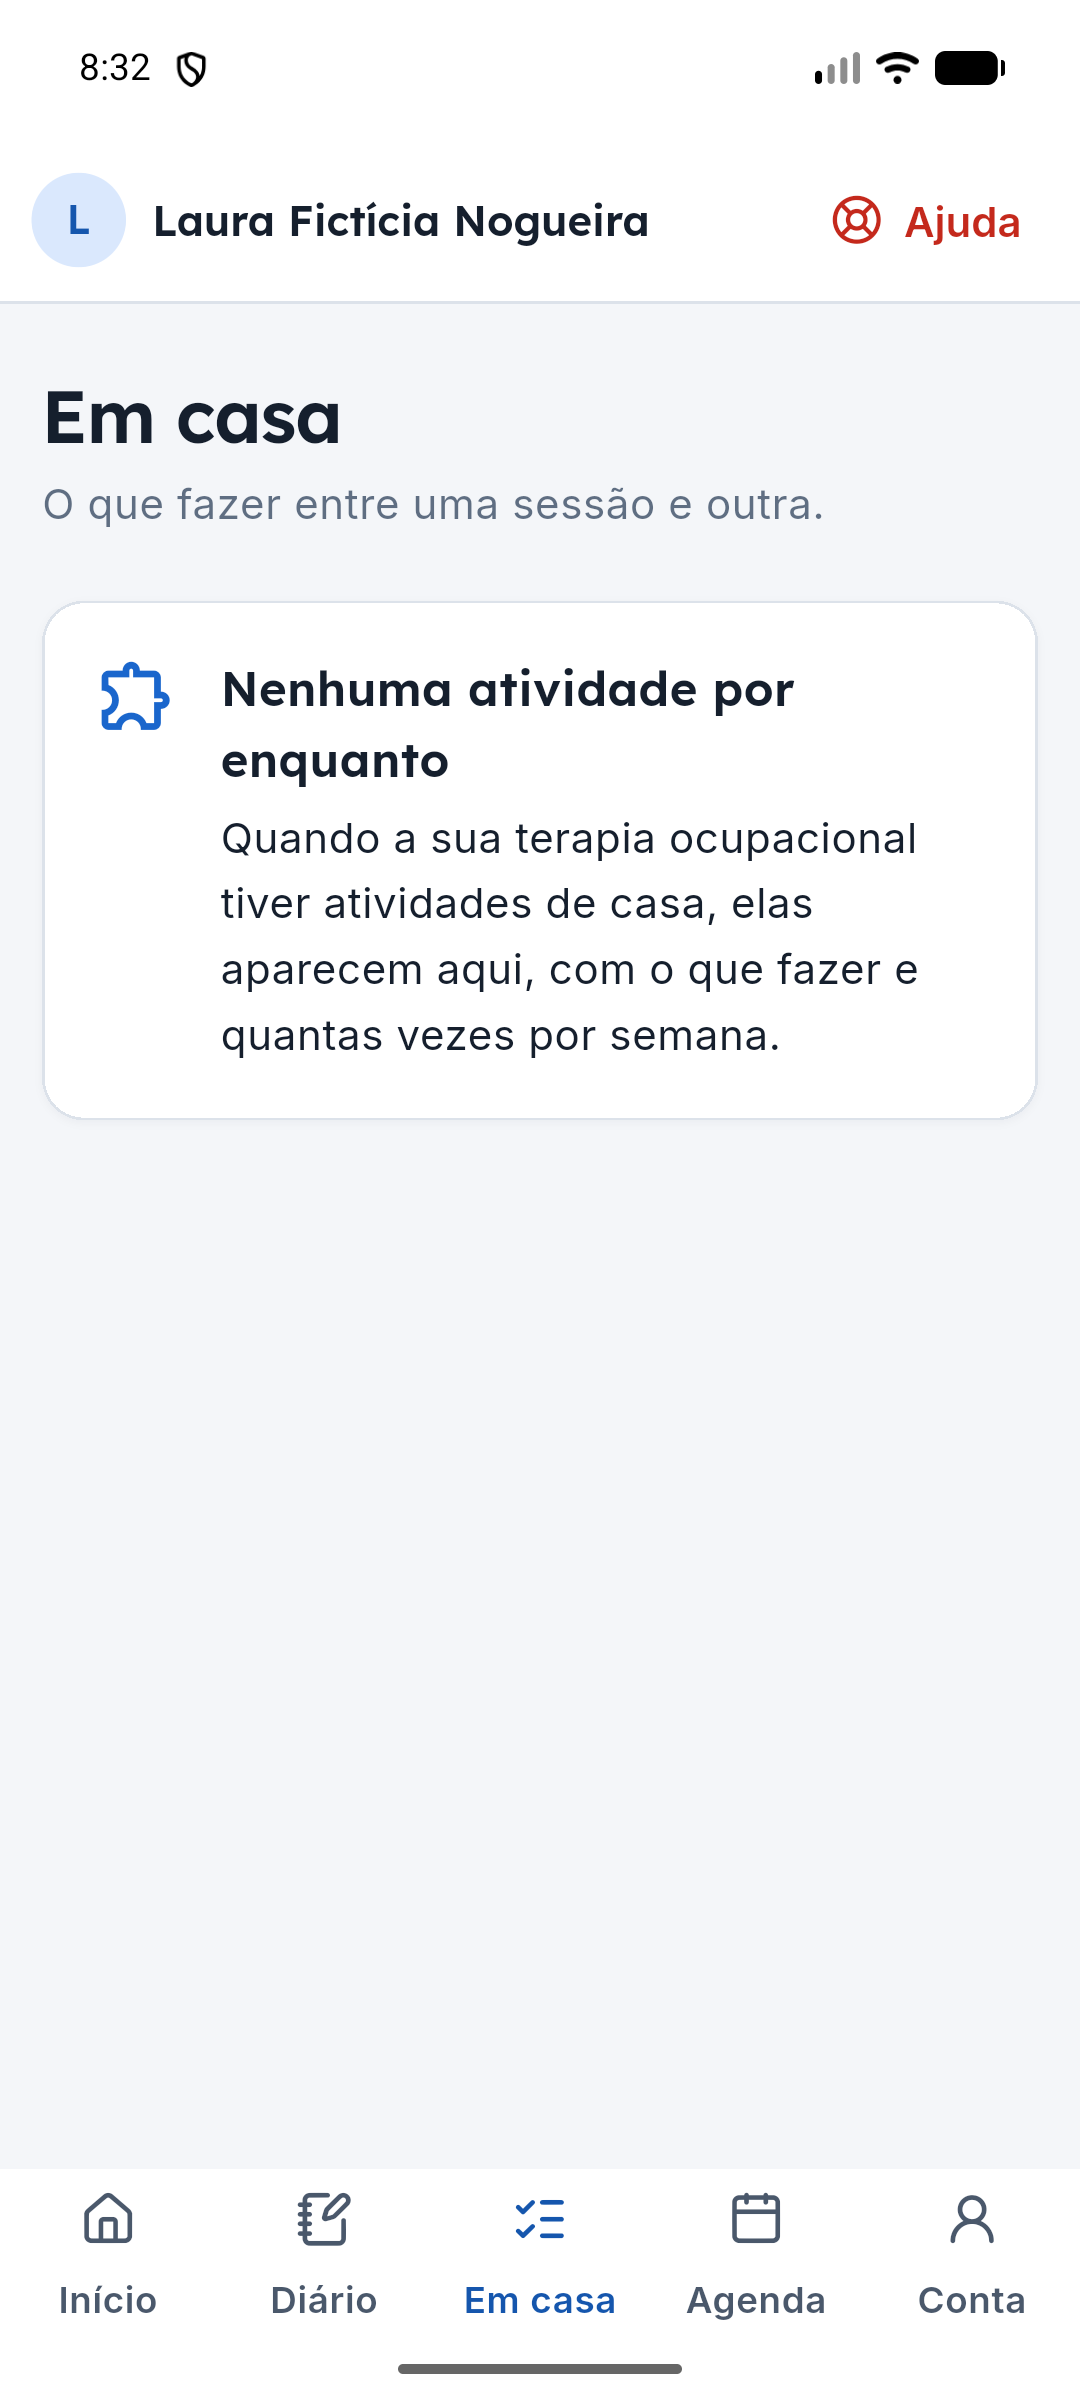 8:32
L
Laura Fictícia Nogueira
Ajuda
Em casa
O que fazer entre uma sessão e outra.
Nenhuma atividade por
enquanto
Quando a sua terapia ocupacional
tiver atividades de casa, elas
aparecem aqui, com o que fazer e
quantas vezes por semana.
Início
Diário
Em casa
Agenda
Conta